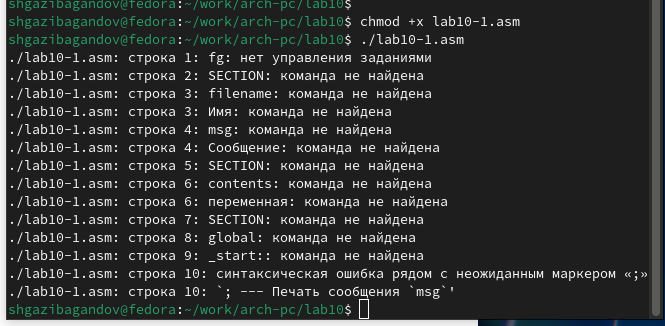 shgazibagandov@fedora:~/work/arch-pc/lab10$
shgazibagandov@fedora:~/work/arch-pc/lab10$ chmod +x lab10-1.asm
shgazibagandov@fedora:~/work/arch-pc/lab10$ ./lab10-1.asm
./lab10-1.asm: строка 1: fg: нет управления заданиями
./lab10-1.asm: строка 2: SECTION: команда не найдена
./lab10-1.asm: строка 3: filename: команда не найдена
./lab10-1.asm: строка 3: Имя: команда не найдена
./lab10-1.asm: строка 4: msg: команда не найдена
./lab10-1.asm: строка 4: Сообщение: команда не найдена
./lab10-1.asm: строка 5: SECTION: команда не найдена
./lab10-1.asm: строка 6: contents: команда не найдена
./lab10-1.asm: строка 6: переменная: команда не найдена
./lab10-1.asm: строка 7: SECTION: команда не найдена
./lab10-1.asm: строка 8: global: команда не найдена
./lab10-1.asm: строка 9: _start:: команда не найдена
./lab10-1.asm: строка 10: синтаксическая ошибка рядом с неожиданным маркером «;»
./lab10-1.asm: строка 10: `; --- Печать сообщения `msg`'
shgazibagandov@fedora:~/work/arch-pc/lab10$